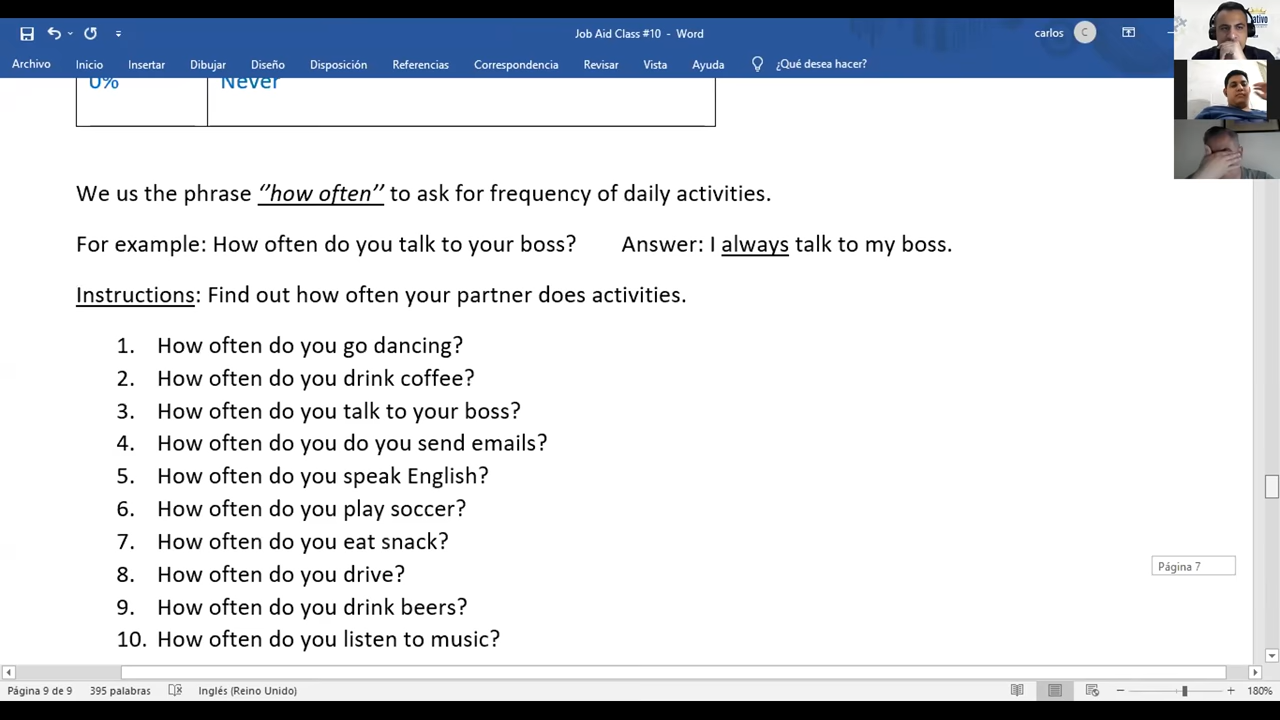 Job Aid Class #10 - Word
carlos
C
ativo
Archivo Inicio Insertar Dibujar Diseño Disposición Referencias Correspondencia Revisar Vista Ayuda ¿Qué desea hacer?
0% Never
We us the phrase ‘’how often’’ to ask for frequency of daily activities.
For example: How often do you talk to your boss? Answer: I always talk to my boss.
Instructions: Find out how often your partner does activities.
1. How often do you go dancing?
2. How often do you drink coffee?
3. How often do you talk to your boss?
4. How often do you do you send emails?
5. How often do you speak English?
6. How often do you play soccer?
7. How often do you eat snack?
8. How often do you drive?
9. How often do you drink beers?
10. How often do you listen to music?
Página 7
Página 9 de 9 395 palabras Inglés (Reino Unido) 180%